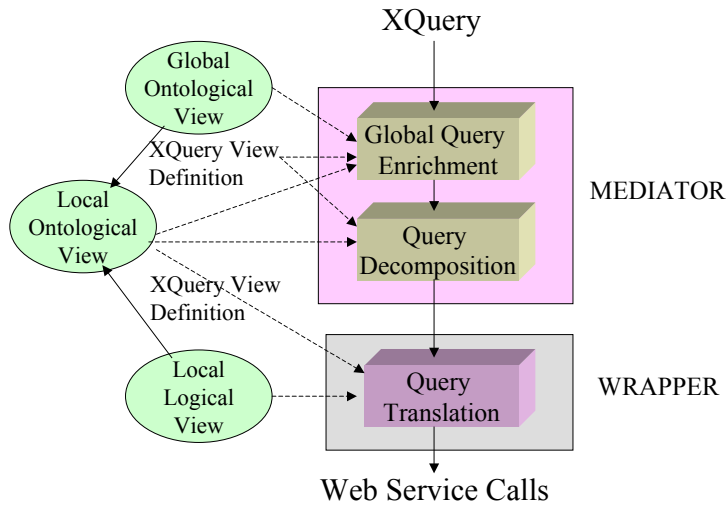 XQuery
Global
Ontological
View
Global Query
Enrichment
XQuery View
Definition
MEDIATOR
Local
Ontological
View
Query
Decomposition
XQuery View
Definition
Local
Logical
View
Query
Translation
WRAPPER
Web Service Calls